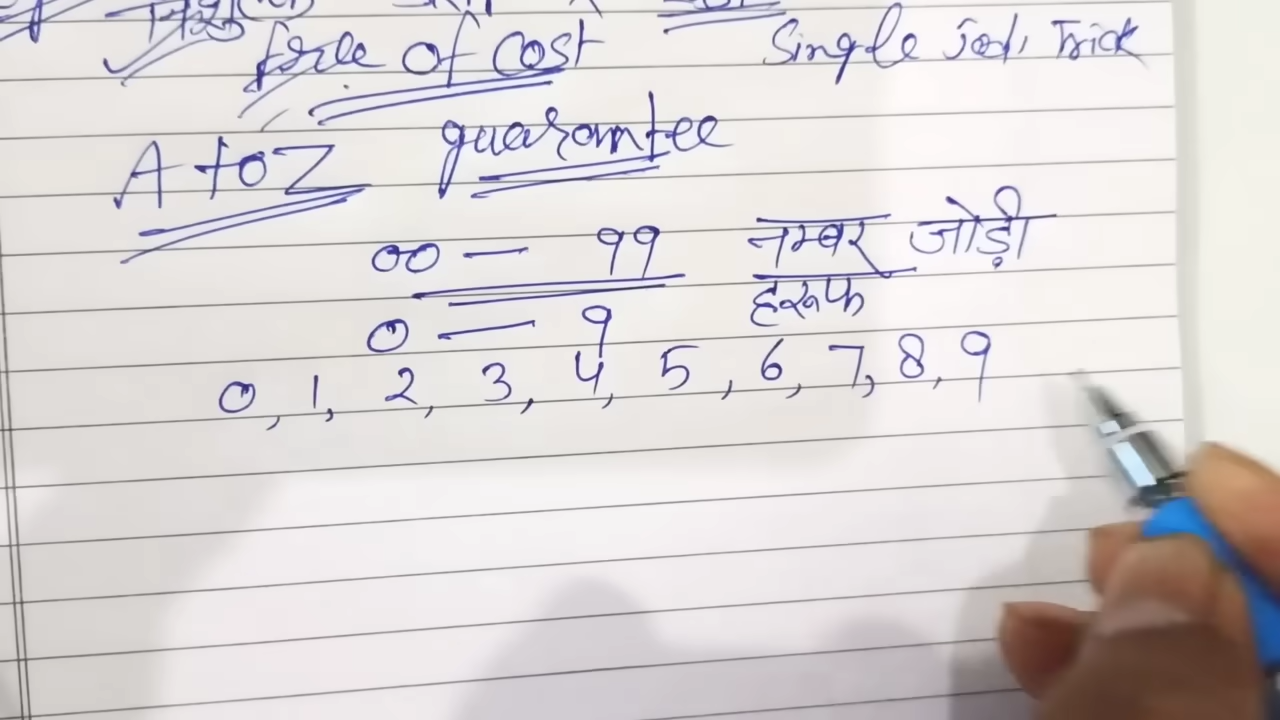 free of cost Single jodi Trick
A to Z guarantee
00 — 99 नम्बर जोड़ी
0 — 9 हरूफ
0, 1, 2, 3, 4, 5, 6, 7, 8, 9